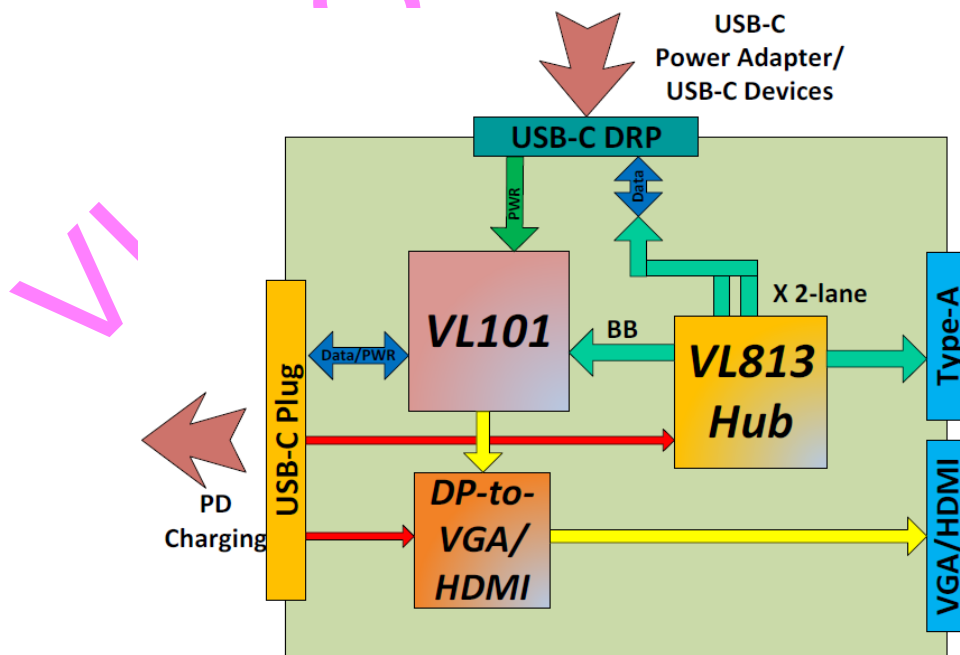 USB-C
Power Adapter/
USB-C Devices
USB-C DRP
PWR
Data
X 2-lane
VL101
BB
VL813
Hub
Type-A
Data/PWR
USB-C Plug
PD
Charging
DP-to-
VGA/
HDMI
VGA/HDMI